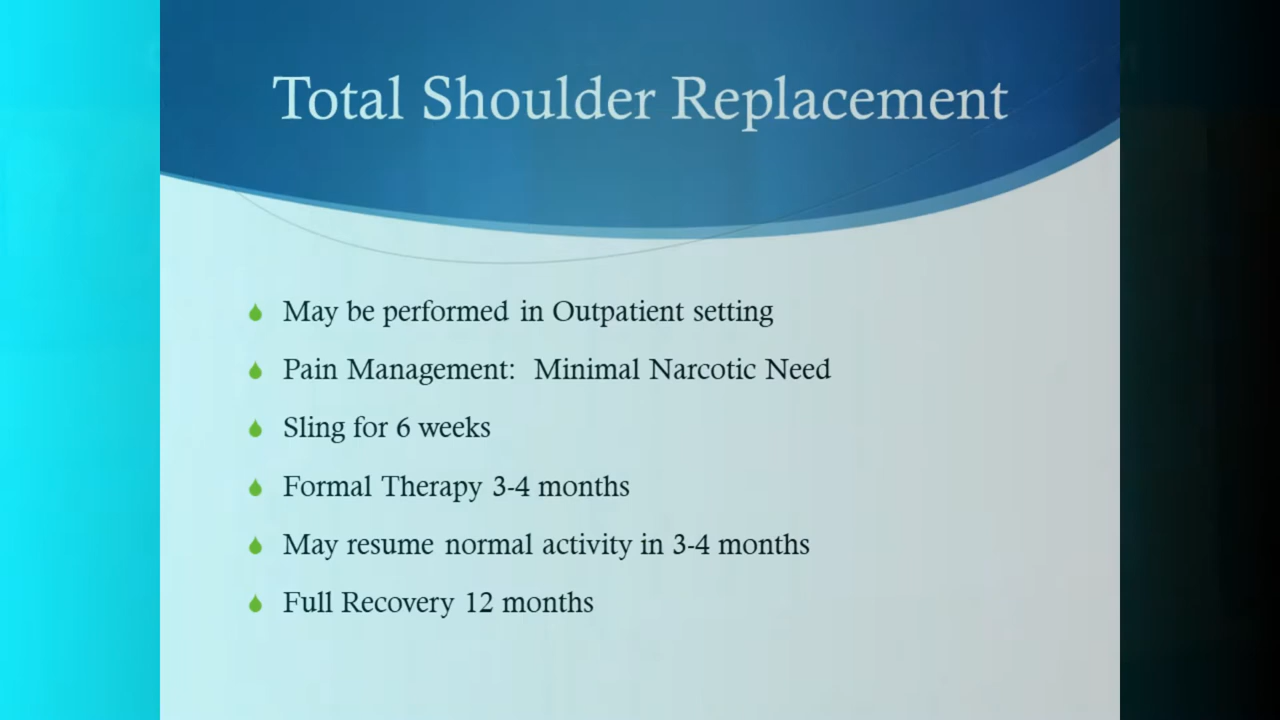 Total Shoulder Replacement
May be performed in Outpatient setting
Pain Management: Minimal Narcotic Need
Sling for 6 weeks
Formal Therapy 3-4 months
May resume normal activity in 3-4 months
Full Recovery 12 months